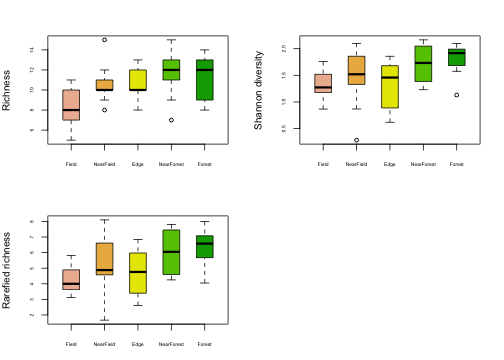 Richness
14
12
10
8
6
Field NearField Edge NearForest Forest
Shannon diversity
2.0
1.5
1.0
0.5
Field NearField Edge NearForest Forest
Rarefied richness
8
7
6
5
4
3
2
Field NearField Edge NearForest Forest